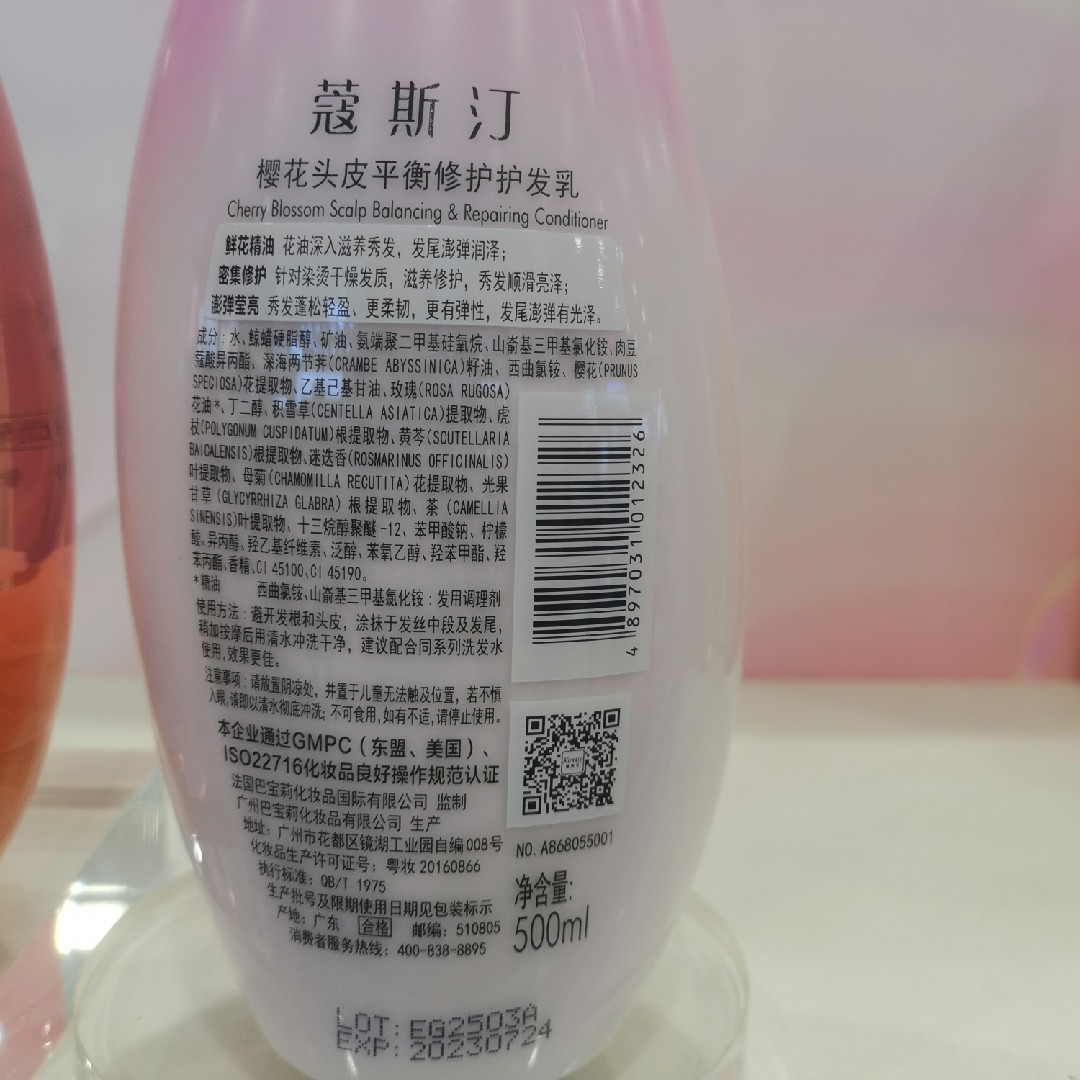 蔻斯汀
樱花头皮平衡修护护发乳
Cherry Blossom Scalp Balancing & Repairing Conditioner
鲜花精油 花油深入滋养秀发，发尾澎弹润泽；
密集修护 针对染烫干燥发质，滋养修护，秀发顺滑亮泽；
澎弹莹亮 秀发蓬松轻盈、更柔韧，更有弹性，发尾澎弹有光泽。
成分：水、鲸蜡硬脂醇、矿油、氨端聚二甲基硅氧烷、山嵛基三甲基氯化铵、肉豆
蔻酸异丙酯、深海两节荠(CRAMBE ABYSSINICA)籽油、西曲氯铵、樱花(PRUNUS
SPECIOSA)花提取物、乙基己基甘油、玫瑰(ROSA RUGOSA)
花油*、丁二醇、积雪草(CENTELLA ASIATICA)提取物、虎
杖(POLYGONUM CUSPIDATUM)根提取物、黄芩(SCUTELLARIA
BAICALENSIS)根提取物、迷迭香(ROSMARINUS OFFICINALIS)
叶提取物、母菊(CHAMOMILLA RECUTITA)花提取物、光果
甘草(GLYCYRRHIZA GLABRA)根提取物、茶(CAMELLIA
SINENSIS)叶提取物、十三烷醇聚醚-12、苯甲酸钠、柠檬
酸、异丙醇、羟乙基纤维素、泛醇、苯氧乙醇、羟苯甲酯、羟
苯丙酯、香精、CI 45100、CI 45190。
*精油 西曲氯铵、山嵛基三甲基氯化铵：发用调理剂
使用方法：避开发根和头皮，涂抹于发丝中段及发尾，
稍加按摩后用清水冲洗干净，建议配合同系列洗发水
使用，效果更佳。
注意事项：请放置阴凉处，并置于儿童无法触及位置，若不慎
入眼，请即以清水彻底冲洗；不可食用，如有不适，请停止使用。
本企业通过GMPC（东盟、美国）、
ISO22716化妆品良好操作规范认证
法国巴宝莉化妆品国际有限公司 监制
广州巴宝莉化妆品有限公司 生产
地址：广州市花都区镜湖工业园自编008号
化妆品生产许可证号：粤妆20160866
执行标准：QB/T 1975
生产批号及限期使用日期见包装标示
产地：广东 合格 邮编：510805
消费者服务热线：400-838-8895
4897031012326
NO. A868055001
净含量：
500ml
LOT: EG2503A
EXP: 20230724